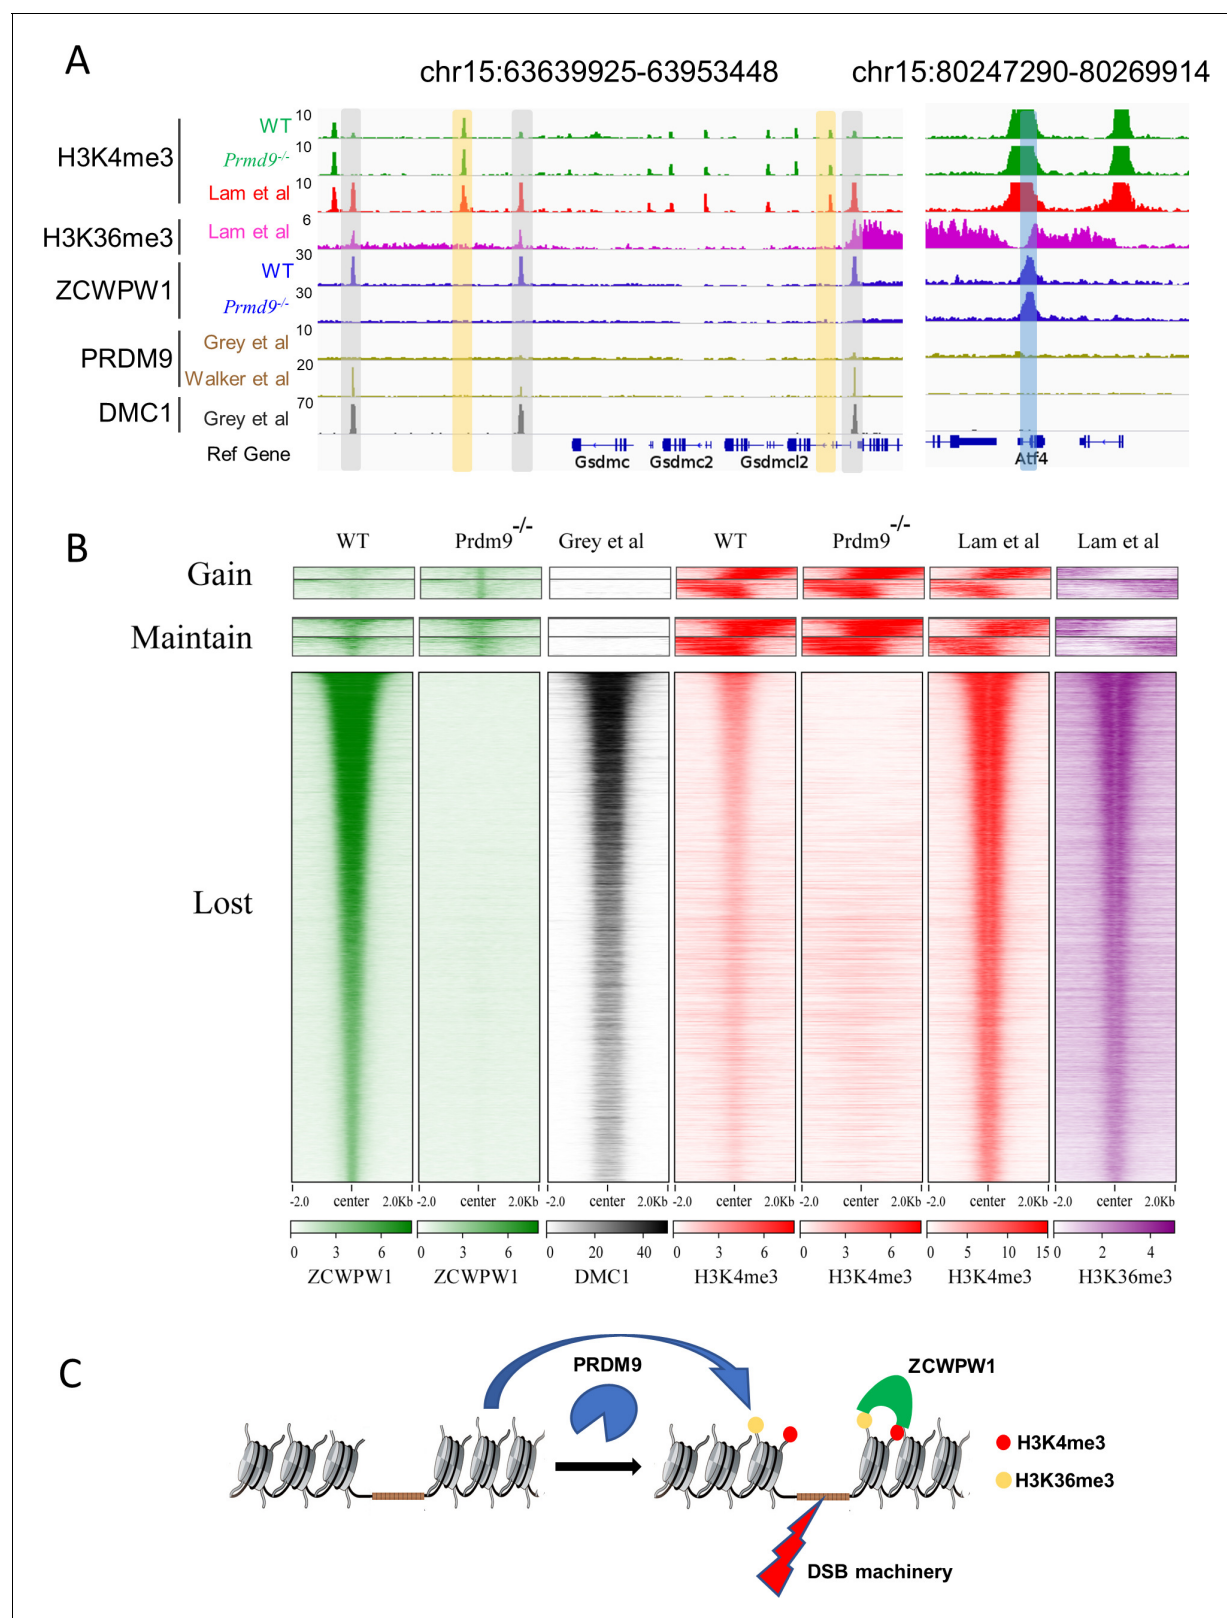 A
chr15:63639925-63953448 chr15:80247290-80269914
H3K4me3
WT 10
Prmd9-/- 10
Lam et al 10
H3K36me3
Lam et al 6
ZCWPW1
WT 30
Prmd9-/- 30
PRDM9
Grey et al 10
Walker et al 20
DMC1
Grey et al 70
Ref Gene
Gsdmc Gsdmc2 Gsdmcl2 Atf4
B
WT Prdm9-/- Grey et al WT Prdm9-/- Lam et al Lam et al
Gain
Maintain
Lost
-2.0 center 2.0Kb -2.0 center 2.0Kb -2.0 center 2.0Kb -2.0 center 2.0Kb -2.0 center 2.0Kb -2.0 center 2.0Kb -2.0 center 2.0Kb
0 3 6 0 3 6 0 20 40 0 3 6 0 3 6 0 5 10 15 0 2 4
ZCWPW1 ZCWPW1 DMC1 H3K4me3 H3K4me3 H3K4me3 H3K36me3
C
PRDM9
ZCWPW1
H3K4me3
H3K36me3
DSB machinery